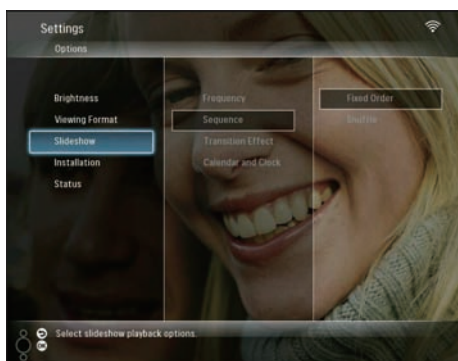 Settings
Options
Brightness
Viewing Format
Slideshow
Installation
Status
Frequency
Sequence
Transition Effect
Calendar and Clock
Fixed Order
Shuffle
Select slideshow playback options.
OK